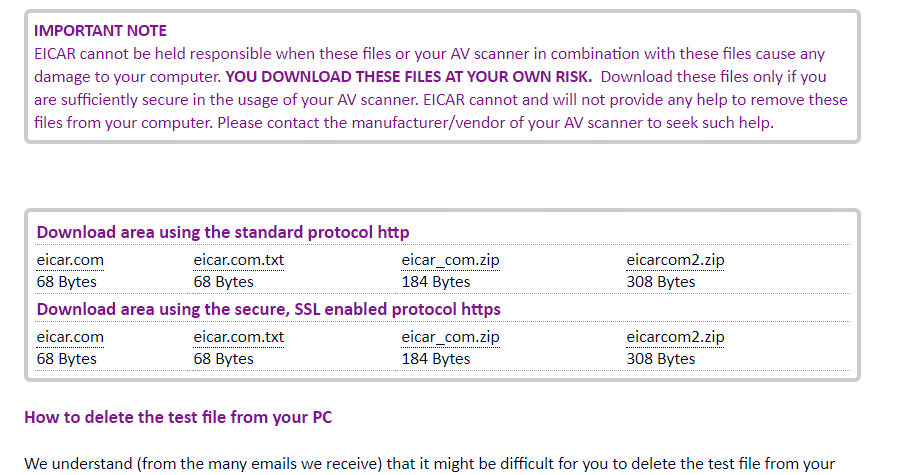 IMPORTANT NOTE
EICAR cannot be held responsible when these files or your AV scanner in combination with these files cause any
damage to your computer. YOU DOWNLOAD THESE FILES AT YOUR OWN RISK. Download these files only if you
are sufficiently secure in the usage of your AV scanner. EICAR cannot and will not provide any help to remove these
files from your computer. Please contact the manufacturer/vendor of your AV scanner to seek such help.
Download area using the standard protocol http
eicar.com eicar.com.txt eicar_com.zip eicarcom2.zip
68 Bytes 68 Bytes 184 Bytes 308 Bytes
Download area using the secure, SSL enabled protocol https
eicar.com eicar.com.txt eicar_com.zip eicarcom2.zip
68 Bytes 68 Bytes 184 Bytes 308 Bytes
How to delete the test file from your PC
We understand (from the many emails we receive) that it might be difficult for you to delete the test file from your